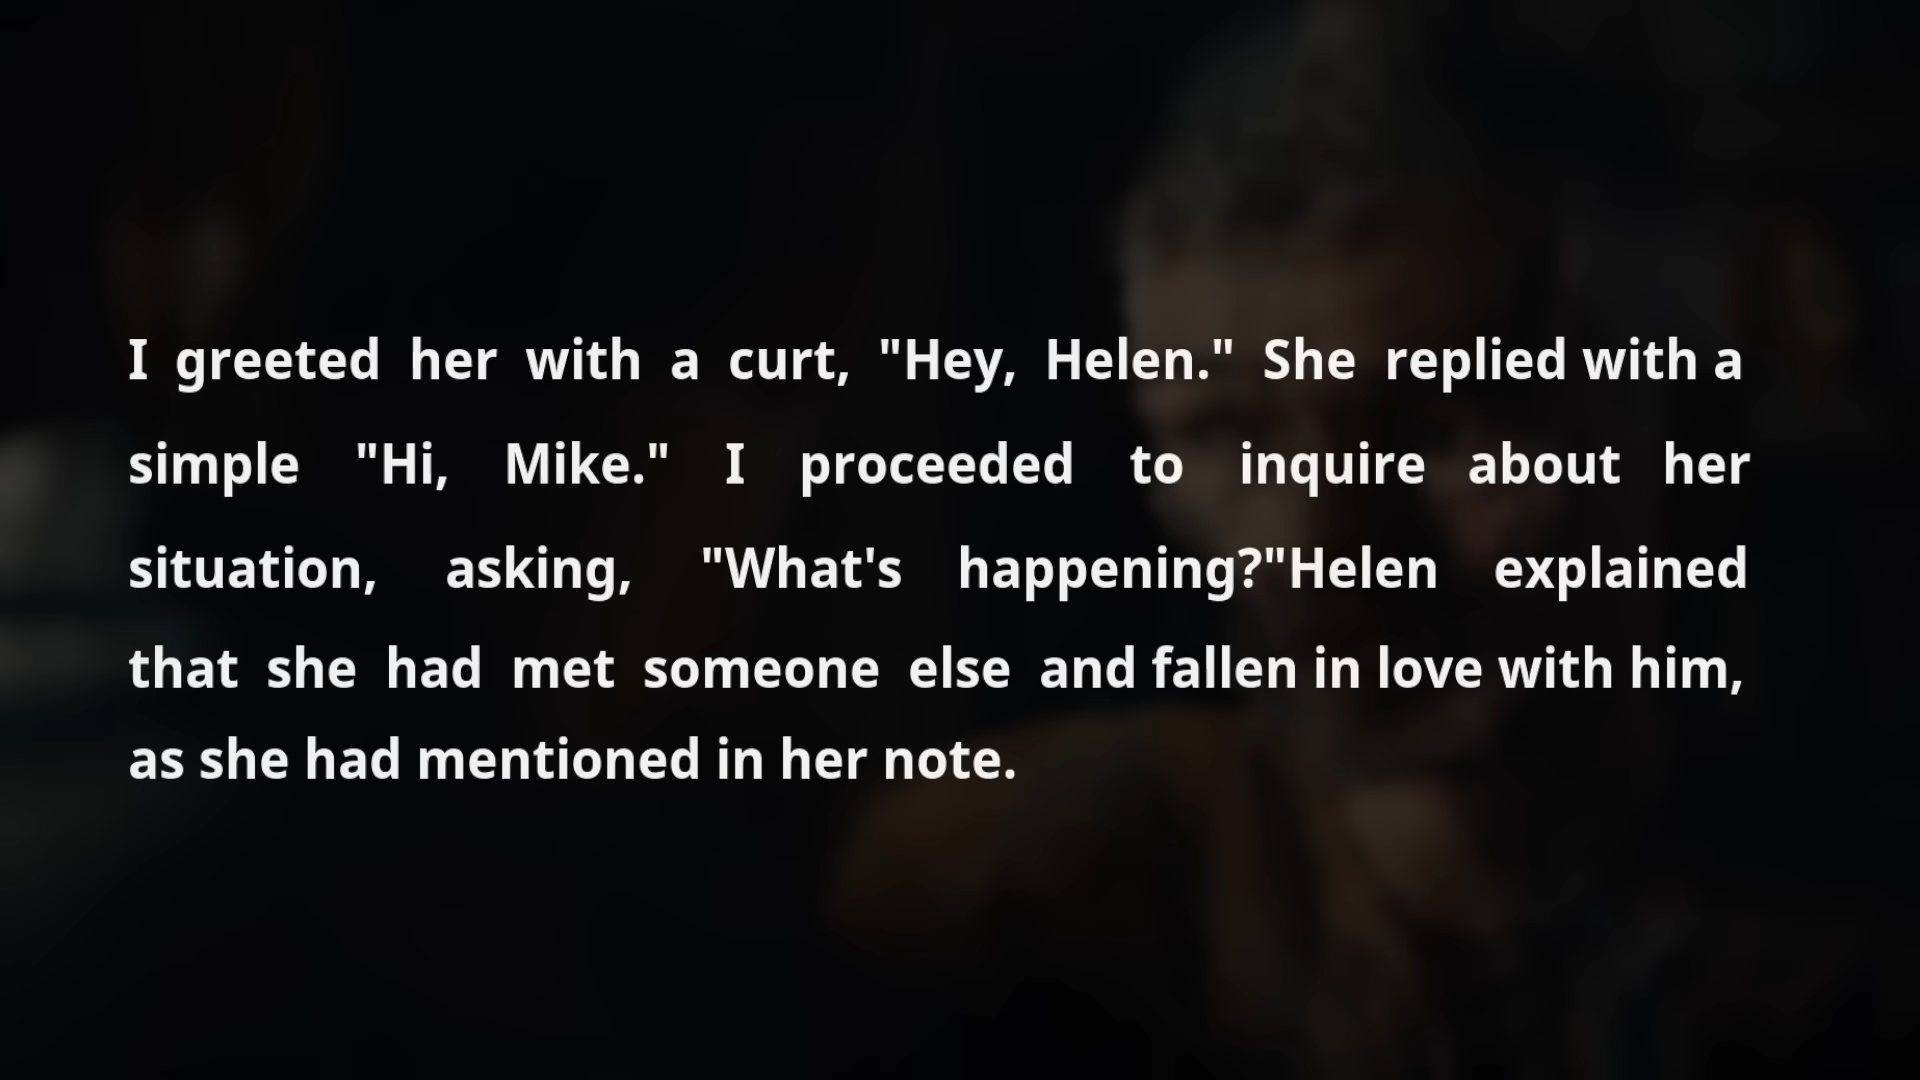 I greeted her with a curt, "Hey, Helen." She replied with a
simple "Hi, Mike." I proceeded to inquire about her
situation, asking, "What's happening?"Helen explained
that she had met someone else and fallen in love with him,
as she had mentioned in her note.